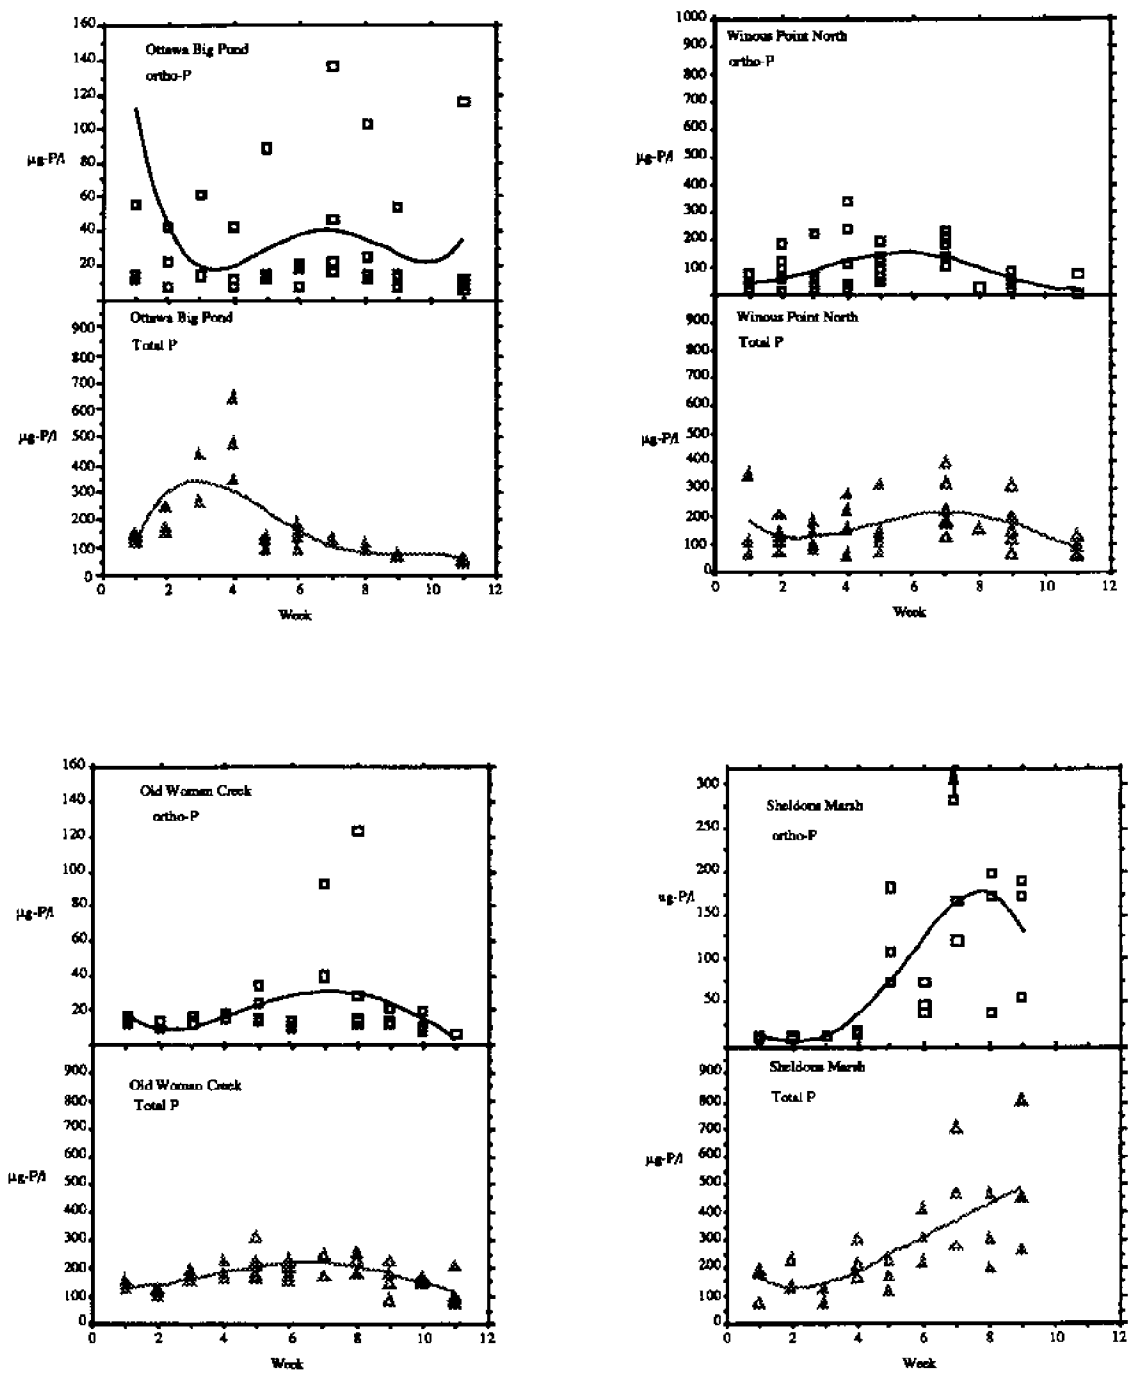 160
140
120
100
80
60
40
20
µg-P/l
Ottawa Big Pond
ortho-P
900
800
700
600
500
400
300
200
100
0
µg-P/l
Ottawa Big Pond
Total P
0 2 4 6 8 10 12
Week
1000
900
800
700
600
500
400
300
200
100
µg-P/l
Winous Point North
ortho-P
900
800
700
600
500
400
300
200
100
0
µg-P/l
Winous Point North
Total P
0 2 4 6 8 10 12
Week
160
140
120
100
80
60
40
20
µg-P/l
Old Woman Creek
ortho-P
900
800
700
600
500
400
300
200
100
0
µg-P/l
Old Woman Creek
Total P
0 2 4 6 8 10 12
Week
300
250
200
150
100
50
ug-P/l
Sheldons Marsh
ortho-P
900
800
700
600
500
400
300
200
100
0
µg-P/l
Sheldons Marsh
Total P
0 2 4 6 8 10 12
Week